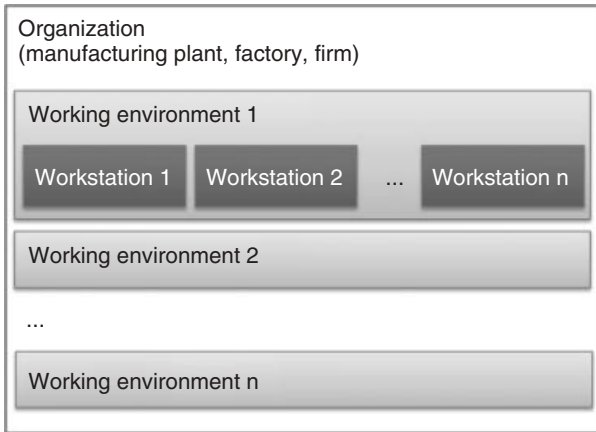 Organization
(manufacturing plant, factory, firm)
Working environment 1
Workstation 1 Workstation 2 ... Workstation n
Working environment 2
...
Working environment n